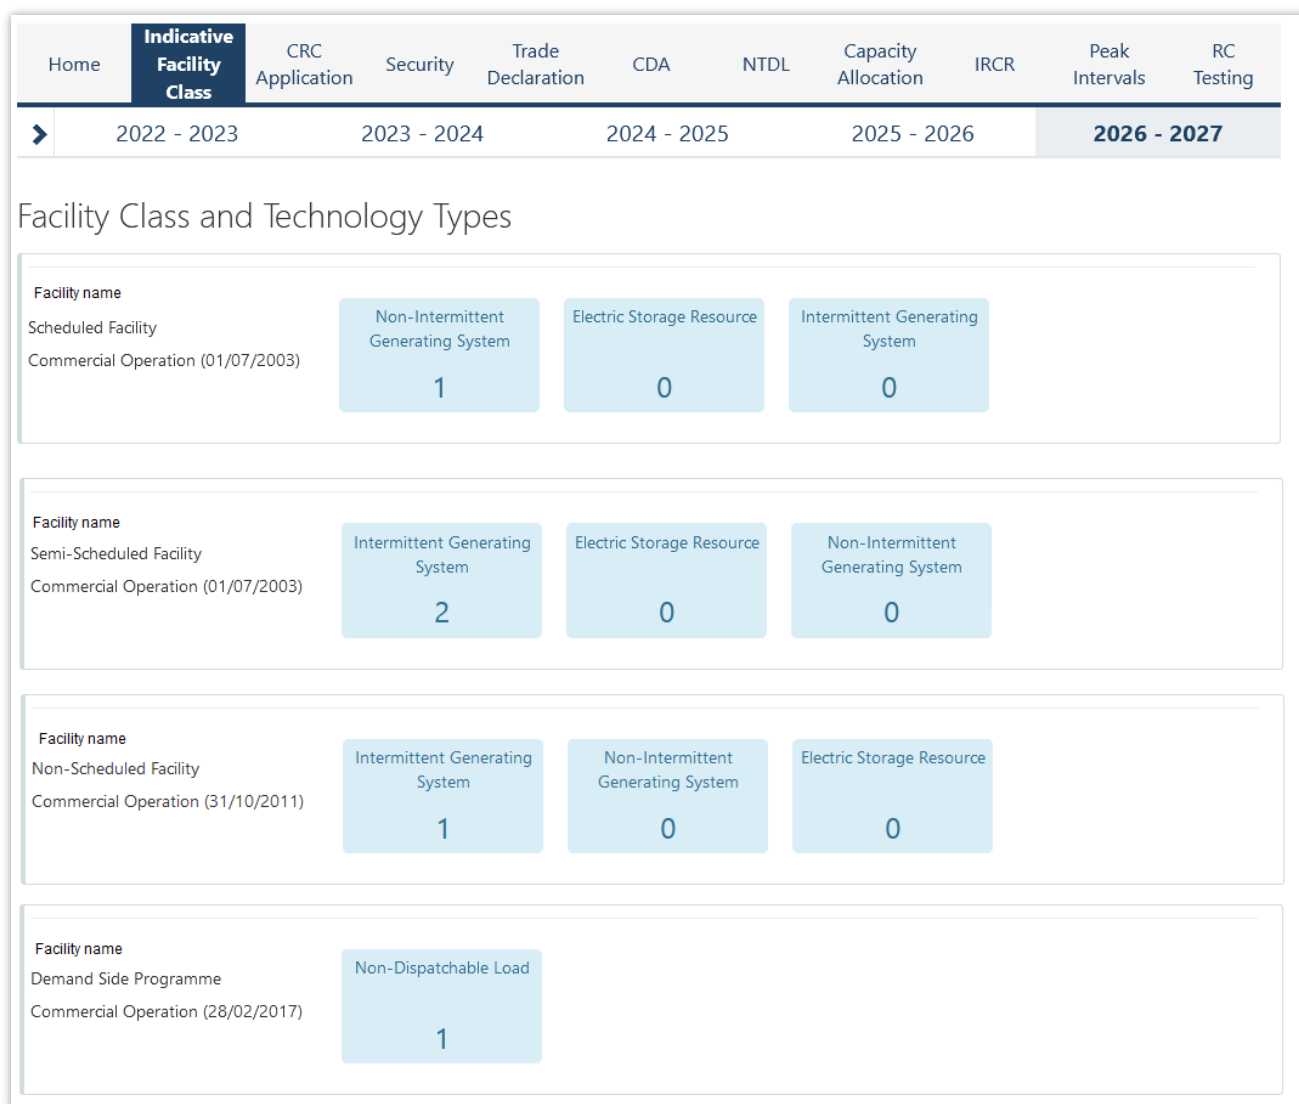 Home
Indicative
Facility
Class
CRC
Application
Security
Trade
Declaration
CDA
NTDL
Capacity
Allocation
IRCR
Peak
Intervals
RC
Testing
2022 - 2023
2023 - 2024
2024 - 2025
2025 - 2026
2026 - 2027
Facility Class and Technology Types
Facility name
Scheduled Facility
Commercial Operation (01/07/2003)
Non-Intermittent
Generating System
1
Electric Storage Resource
0
Intermittent Generating
System
0
Facility name
Semi-Scheduled Facility
Commercial Operation (01/07/2003)
Intermittent Generating
System
2
Electric Storage Resource
0
Non-Intermittent
Generating System
0
Facility name
Non-Scheduled Facility
Commercial Operation (31/10/2011)
Intermittent Generating
System
1
Non-Intermittent
Generating System
0
Electric Storage Resource
0
Facility name
Demand Side Programme
Commercial Operation (28/02/2017)
Non-Dispatchable Load
1